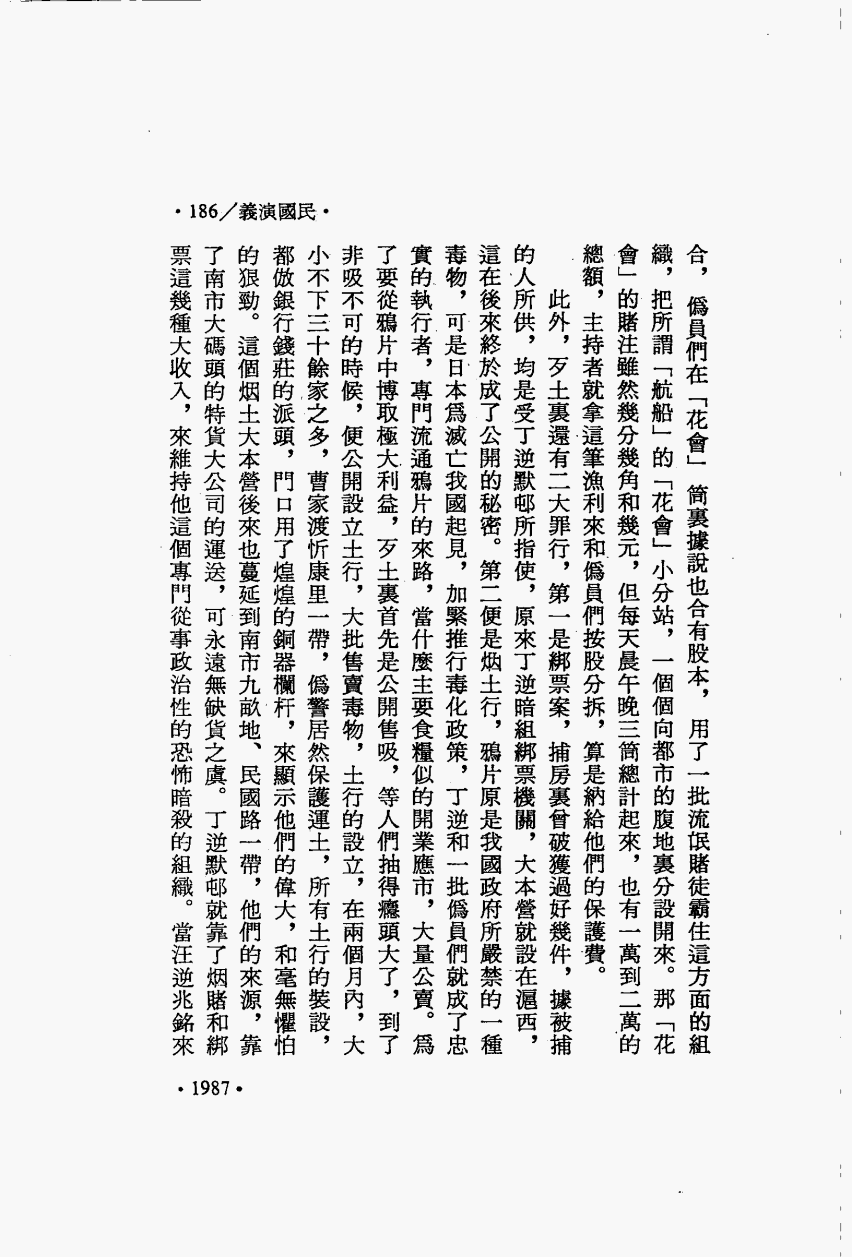 •186/義演國民•
合，僞員們在「花會」筒裏據說也合有股本，用了一批流氓賭徒霸住這方面的組
織，把所謂「航船」的「花會」小分站，一個個向都市的腹地裏分設開來。那「花
會」的賭注雖然幾分幾角和幾元，但每天晨午晚三筒總計起來，也有一萬到二萬的
總額，主持者就拿這筆漁利來和僞員們按股分拆，算是納給他們的保護費。
此外，歹土裏還有二大罪行，第一是綁票案，捕房裏曾破獲過好幾件，據被捕
的人所供，均是受丁逆默邨所指使，原來丁逆暗組綁票機關，大本營就設在滬西，
這在後來終於成了公開的秘密。第二便是烟土行，鴉片原是我國政府所嚴禁的一種
毒物，可是日本爲滅亡我國起見，加緊推行毒化政策，丁逆和一批僞員們就成了忠
實的執行者，專門流通鴉片的來路，當什麼主要食糧似的開業應市，大量公賣。爲
了要從鴉片中博取極大利益，歹土裏首先是公開售吸，等人們抽得癮頭大了，到了
非吸不可的時候，便公開設立土行，大批售賣毒物，土行的設立，在兩個月內，大
小不下三十餘家之多，曹家渡忻康里一帶，僞警居然保護運土，所有土行的裝設，
都倣銀行錢莊的派頭，門口用了煌煌的銅器欄杆，來顯示他們的偉大，和毫無懼怕
的狠勁。這個烟土大本營後來也蔓延到南市九畝地、民國路一帶，他們的來源，靠
了南市大碼頭的特貨大公司的運送，可永遠無缺貨之虞。丁逆默邨就靠了烟賭和綁
票這幾種大收入，來維持他這個專門從事政治性的恐怖暗殺的組織。當汪逆兆銘來
•1987•